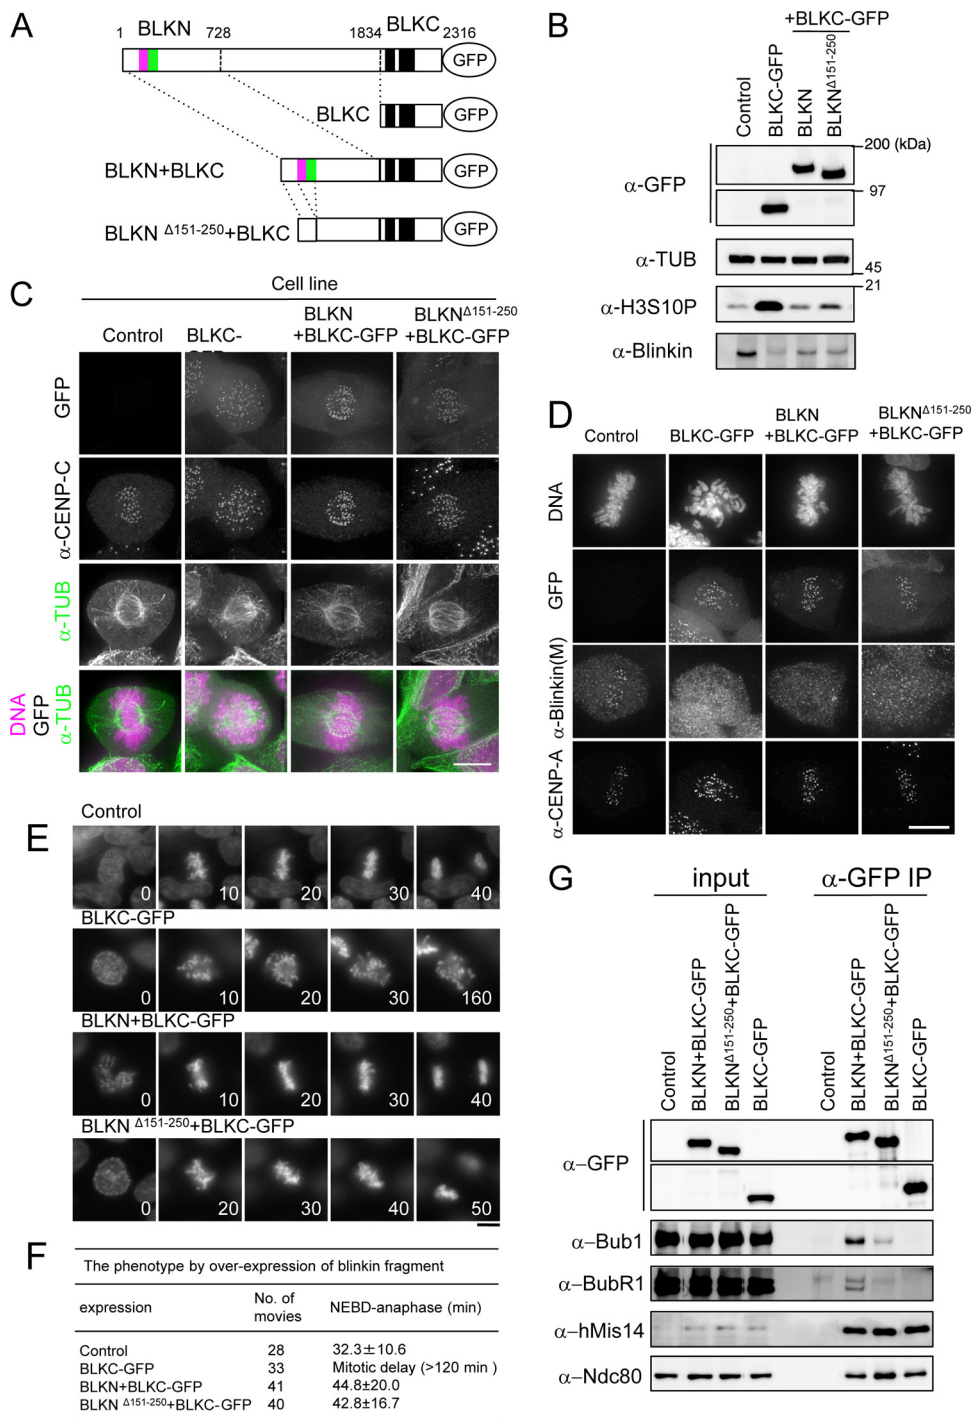 A
1 BLKN 728 1834 BLKC 2316
GFP
BLKC GFP
BLKN+BLKC GFP
BLKN Δ151-250+BLKC GFP
B
+BLKC-GFP
Control
BLKC-GFP
BLKN
BLKNΔ151-250
200 (kDa)
α-GFP
97
α-TUB
45
21
α-H3S10P
α-Blinkin
C
Cell line
Control
BLKC-
BLKN
+BLKC-GFP
BLKNΔ151-250
+BLKC-GFP
GFP
α-CENP-C
α-TUB
DNA
GFP
α-TUB
D
Control
BLKC-GFP
BLKN
+BLKC-GFP
BLKNΔ151-250
+BLKC-GFP
DNA
GFP
α-Blinkin(M)
α-CENP-A
E
Control
0 10 20 30 40
BLKC-GFP
0 10 20 30 160
BLKN+BLKC-GFP
0 10 20 30 40
BLKN Δ151-250+BLKC-GFP
0 20 30 40 50
F
The phenotype by over-expression of blinkin fragment
expression No. of movies NEBD-anaphase (min)
Control 28 32.3±10.6
BLKC-GFP 33 Mitotic delay (>120 min )
BLKN+BLKC-GFP 41 44.8±20.0
BLKN Δ151-250+BLKC-GFP 40 42.8±16.7
G
input α-GFP IP
Control
BLKN+BLKC-GFP
BLKNΔ151-250+BLKC-GFP
BLKC-GFP
Control
BLKN+BLKC-GFP
BLKNΔ151-250+BLKC-GFP
BLKC-GFP
α-GFP
α-Bub1
α-BubR1
α-hMis14
α-Ndc80